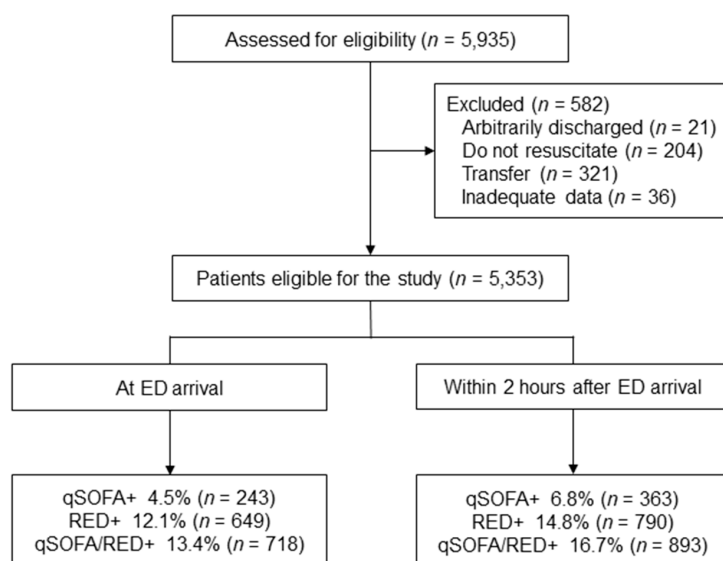 Assessed for eligibility (n = 5,935)
Excluded (n = 582)
Arbitrarily discharged (n = 21)
Do not resuscitate (n = 204)
Transfer (n = 321)
Inadequate data (n = 36)
Patients eligible for the study (n = 5,353)
At ED arrival
Within 2 hours after ED arrival
qSOFA+ 4.5% (n = 243)
RED+ 12.1% (n = 649)
qSOFA/RED+ 13.4% (n = 718)
qSOFA+ 6.8% (n = 363)
RED+ 14.8% (n = 790)
qSOFA/RED+ 16.7% (n = 893)